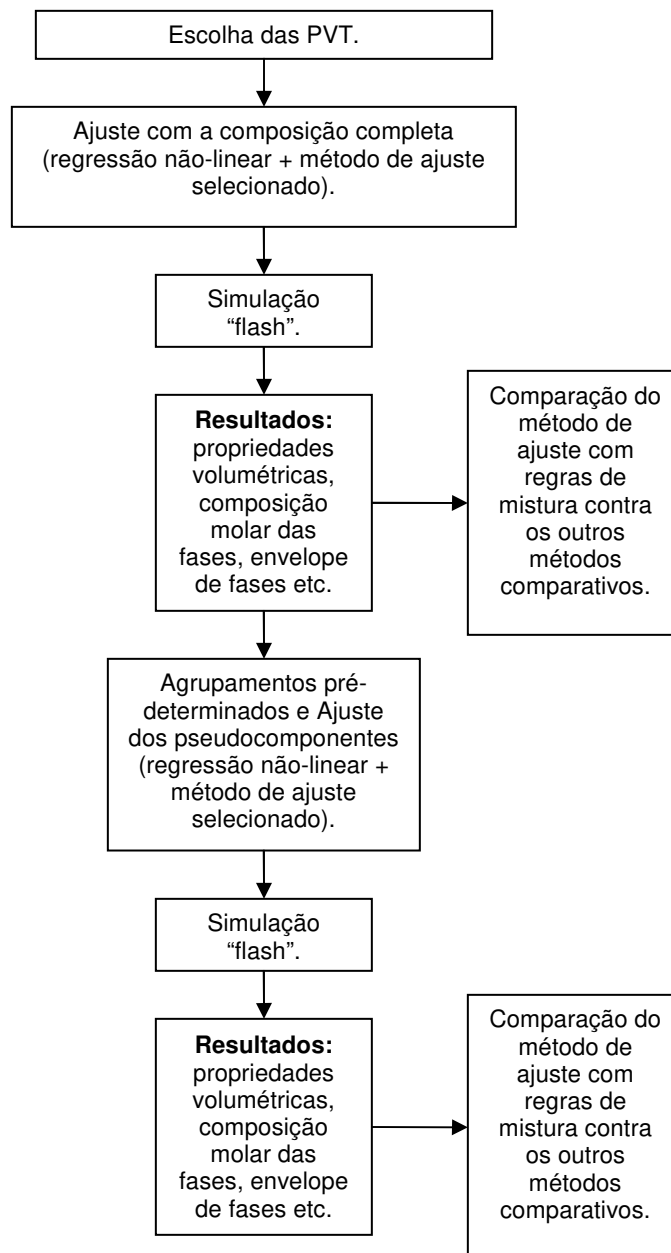 Escolha das PVT.
Ajuste com a composição completa
(regressão não-linear + método de ajuste
selecionado).
Simulação
“flash”.
Resultados:
propriedades
volumétricas,
composição
molar das
fases, envelope
de fases etc.
Comparação do
método de
ajuste com
regras de
mistura contra
os outros
métodos
comparativos.
Agrupamentos pré-
determinados e Ajuste
dos pseudocomponentes
(regressão não-linear +
método de ajuste
selecionado).
Simulação
“flash”.
Resultados:
propriedades
volumétricas,
composição
molar das
fases, envelope
de fases etc.
Comparação do
método de
ajuste com
regras de
mistura contra
os outros
métodos
comparativos.